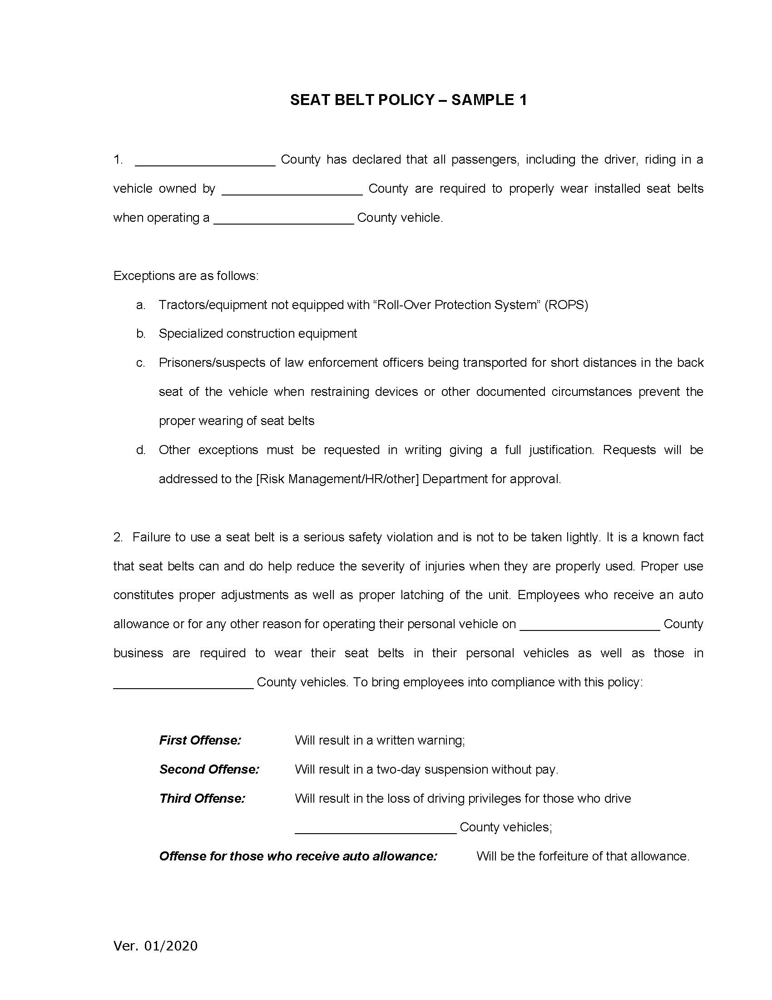 SEAT BELT POLICY – SAMPLE 1
1. ____________________ County has declared that all passengers, including the driver, riding in a
vehicle owned by ____________________ County are required to properly wear installed seat belts
when operating a ____________________ County vehicle.
Exceptions are as follows:
a. Tractors/equipment not equipped with “Roll-Over Protection System” (ROPS)
b. Specialized construction equipment
c. Prisoners/suspects of law enforcement officers being transported for short distances in the back
seat of the vehicle when restraining devices or other documented circumstances prevent the
proper wearing of seat belts
d. Other exceptions must be requested in writing giving a full justification. Requests will be
addressed to the [Risk Management/HR/other] Department for approval.
2. Failure to use a seat belt is a serious safety violation and is not to be taken lightly. It is a known fact
that seat belts can and do help reduce the severity of injuries when they are properly used. Proper use
constitutes proper adjustments as well as proper latching of the unit. Employees who receive an auto
allowance or for any other reason for operating their personal vehicle on ____________________ County
business are required to wear their seat belts in their personal vehicles as well as those in
____________________ County vehicles. To bring employees into compliance with this policy:
First Offense: Will result in a written warning;
Second Offense: Will result in a two-day suspension without pay.
Third Offense: Will result in the loss of driving privileges for those who drive
_______________________ County vehicles;
Offense for those who receive auto allowance: Will be the forfeiture of that allowance.
Ver. 01/2020